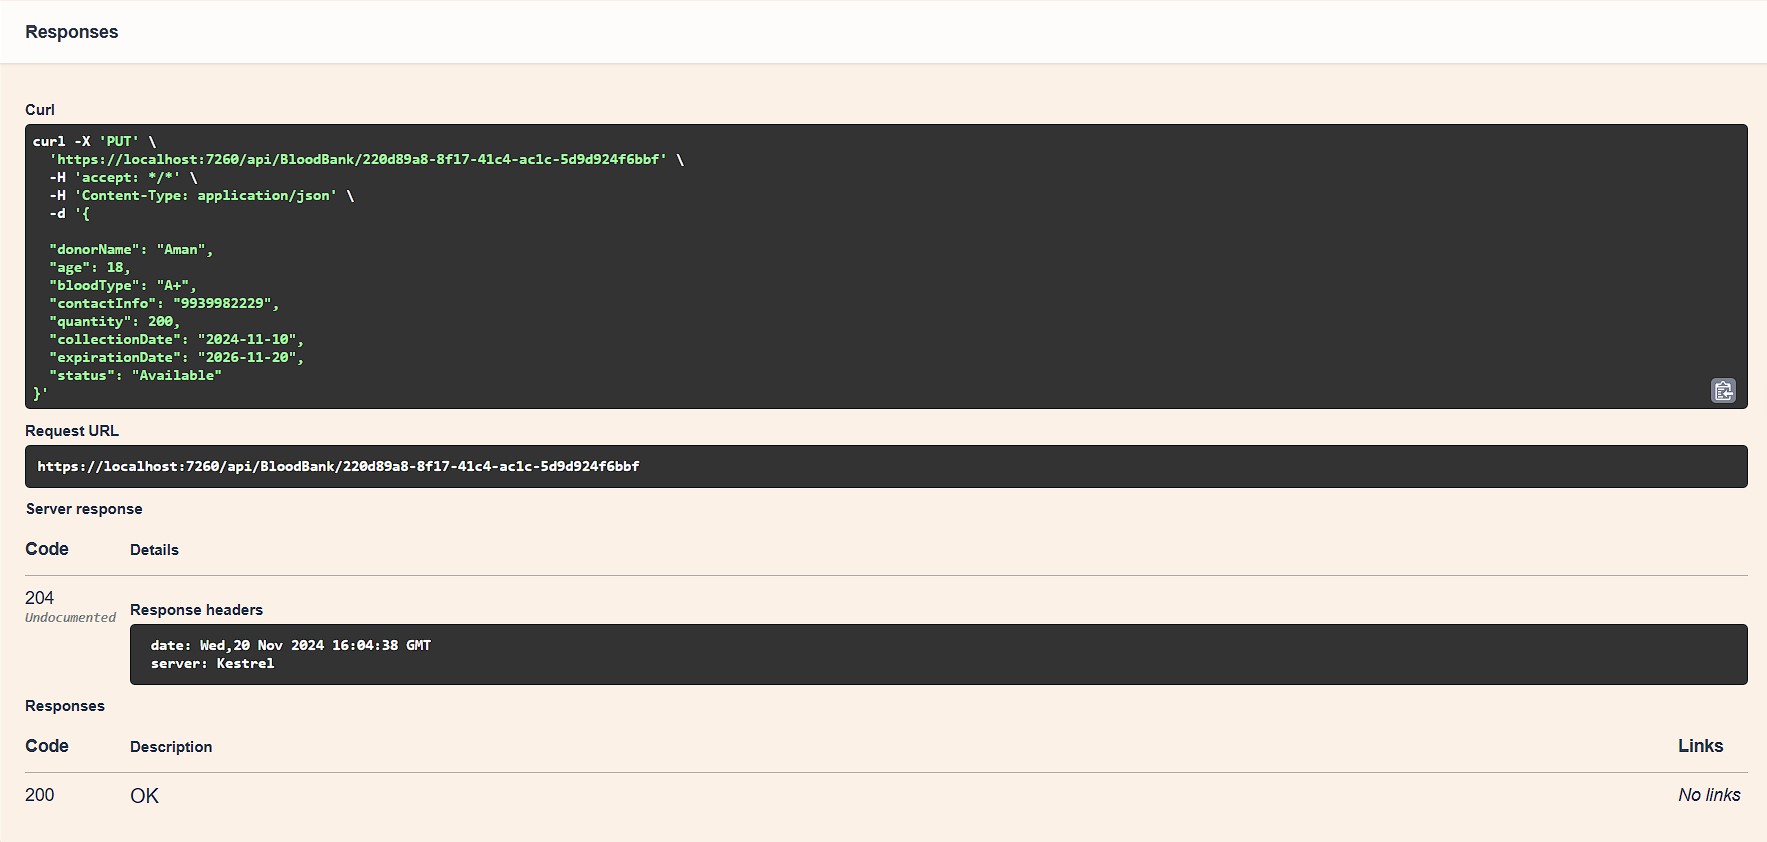 Responses
Curl
curl -X 'PUT' \
  'https://localhost:7260/api/BloodBank/220d89a8-8f17-41c4-ac1c-5d9d924f6bbf' \
  -H 'accept: */*' \
  -H 'Content-Type: application/json' \
  -d '{
  "donorName": "Aman",
  "age": 18,
  "bloodType": "A+",
  "contactInfo": "9939982229",
  "quantity": 200,
  "collectionDate": "2024-11-10",
  "expirationDate": "2026-11-20",
  "status": "Available"
}'
Request URL
https://localhost:7260/api/BloodBank/220d89a8-8f17-41c4-ac1c-5d9d924f6bbf
Server response
Code Details
204
Undocumented
Response headers
date: Wed,20 Nov 2024 16:04:38 GMT
server: Kestrel
Responses
Code Description Links
200 OK No links